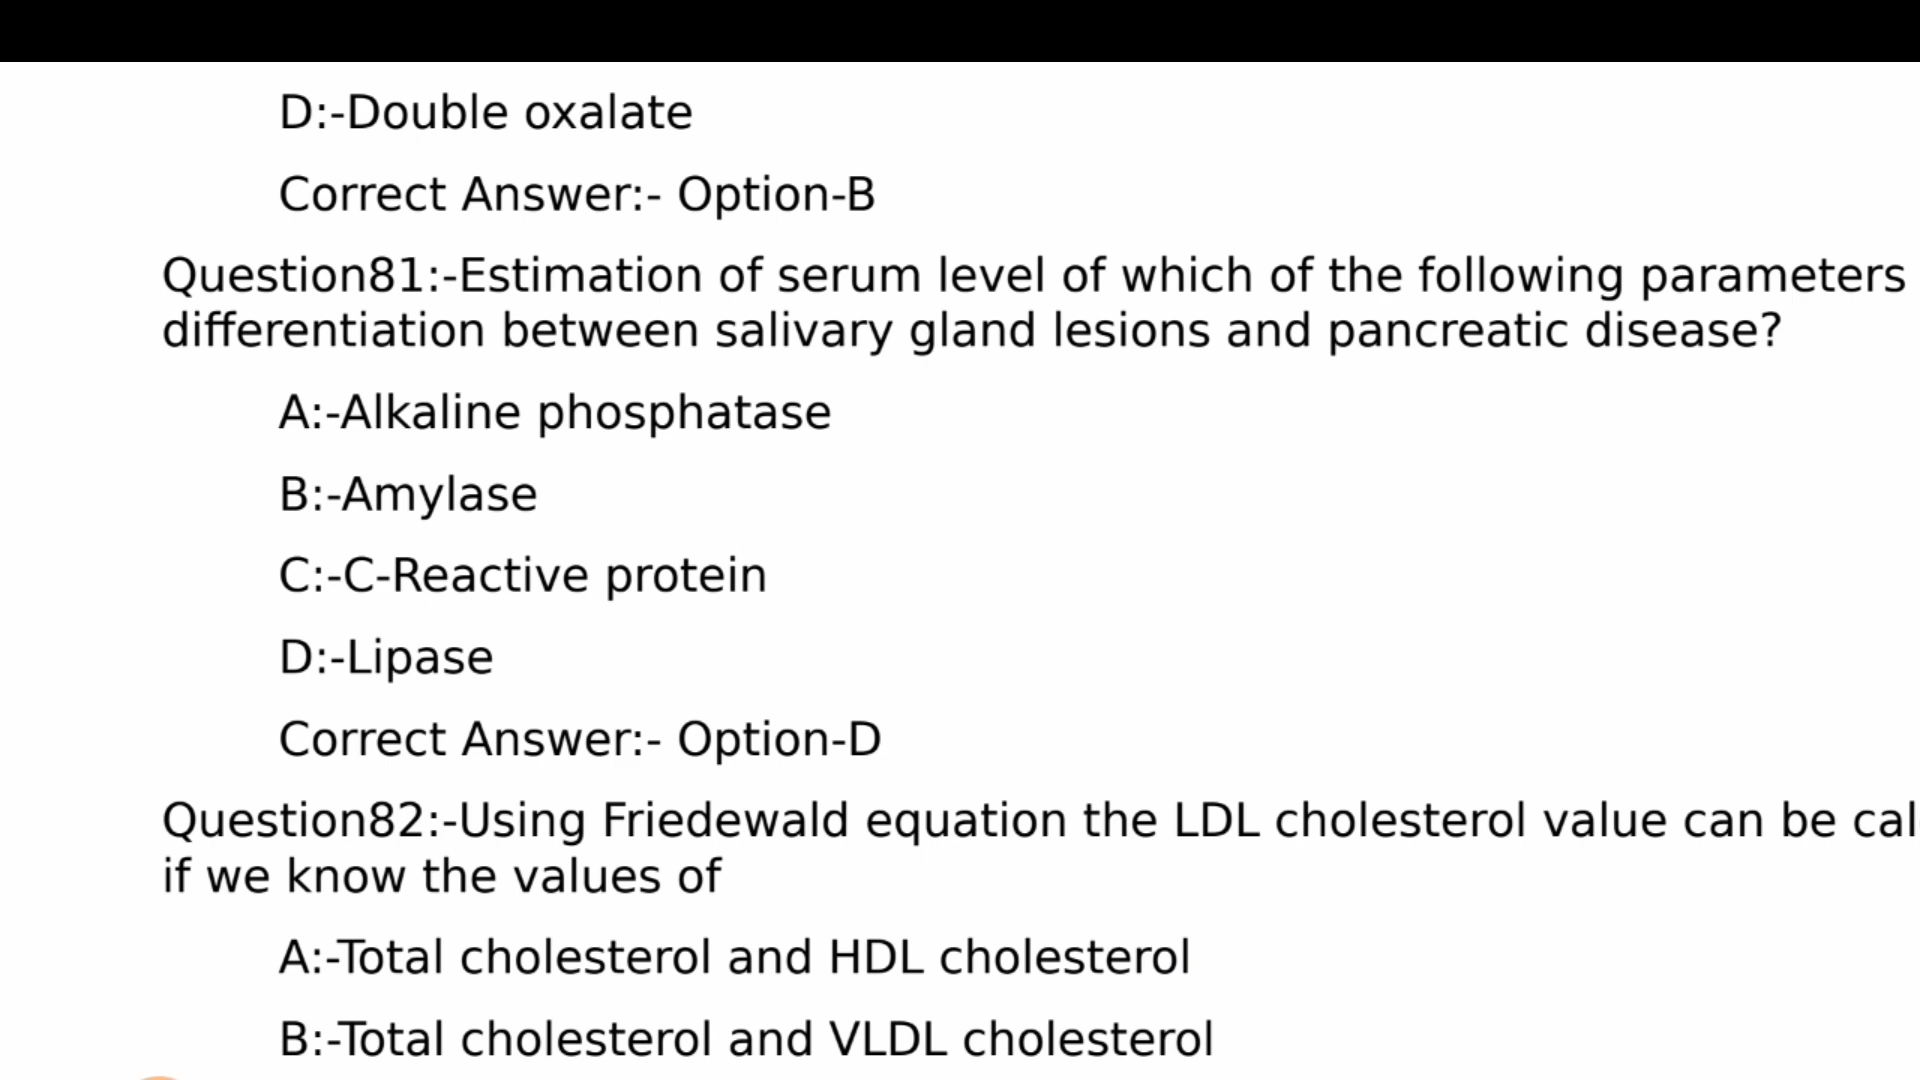 D:-Double oxalate
Correct Answer:- Option-B
Question81:-Estimation of serum level of which of the following parameters
differentiation between salivary gland lesions and pancreatic disease?
A:-Alkaline phosphatase
B:-Amylase
C:-C-Reactive protein
D:-Lipase
Correct Answer:- Option-D
Question82:-Using Friedewald equation the LDL cholesterol value can be cal
if we know the values of
A:-Total cholesterol and HDL cholesterol
B:-Total cholesterol and VLDL cholesterol